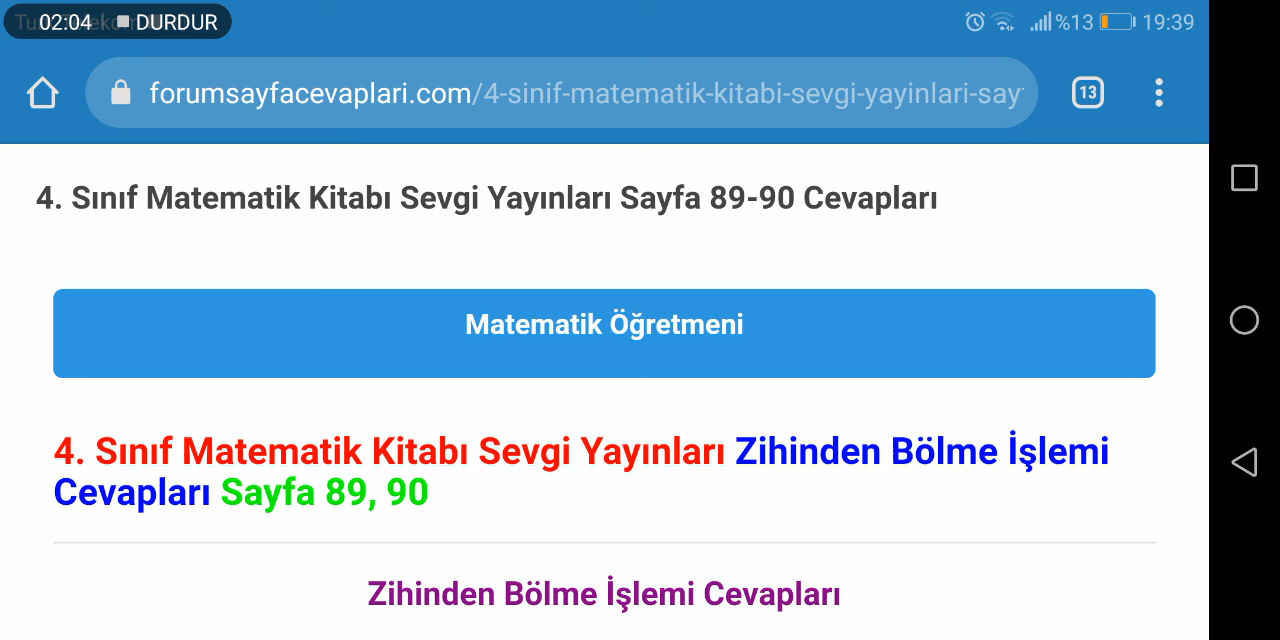 02:04 DURDUR
%13 19:39
forumsayfacevaplari.com/4-sinif-matematik-kitabi-sevgi-yayinlari-say
13
4. Sınıf Matematik Kitabı Sevgi Yayınları Sayfa 89-90 Cevapları
Matematik Öğretmeni
4. Sınıf Matematik Kitabı Sevgi Yayınları Zihinden Bölme İşlemi
Cevapları Sayfa 89, 90
Zihinden Bölme İşlemi Cevapları